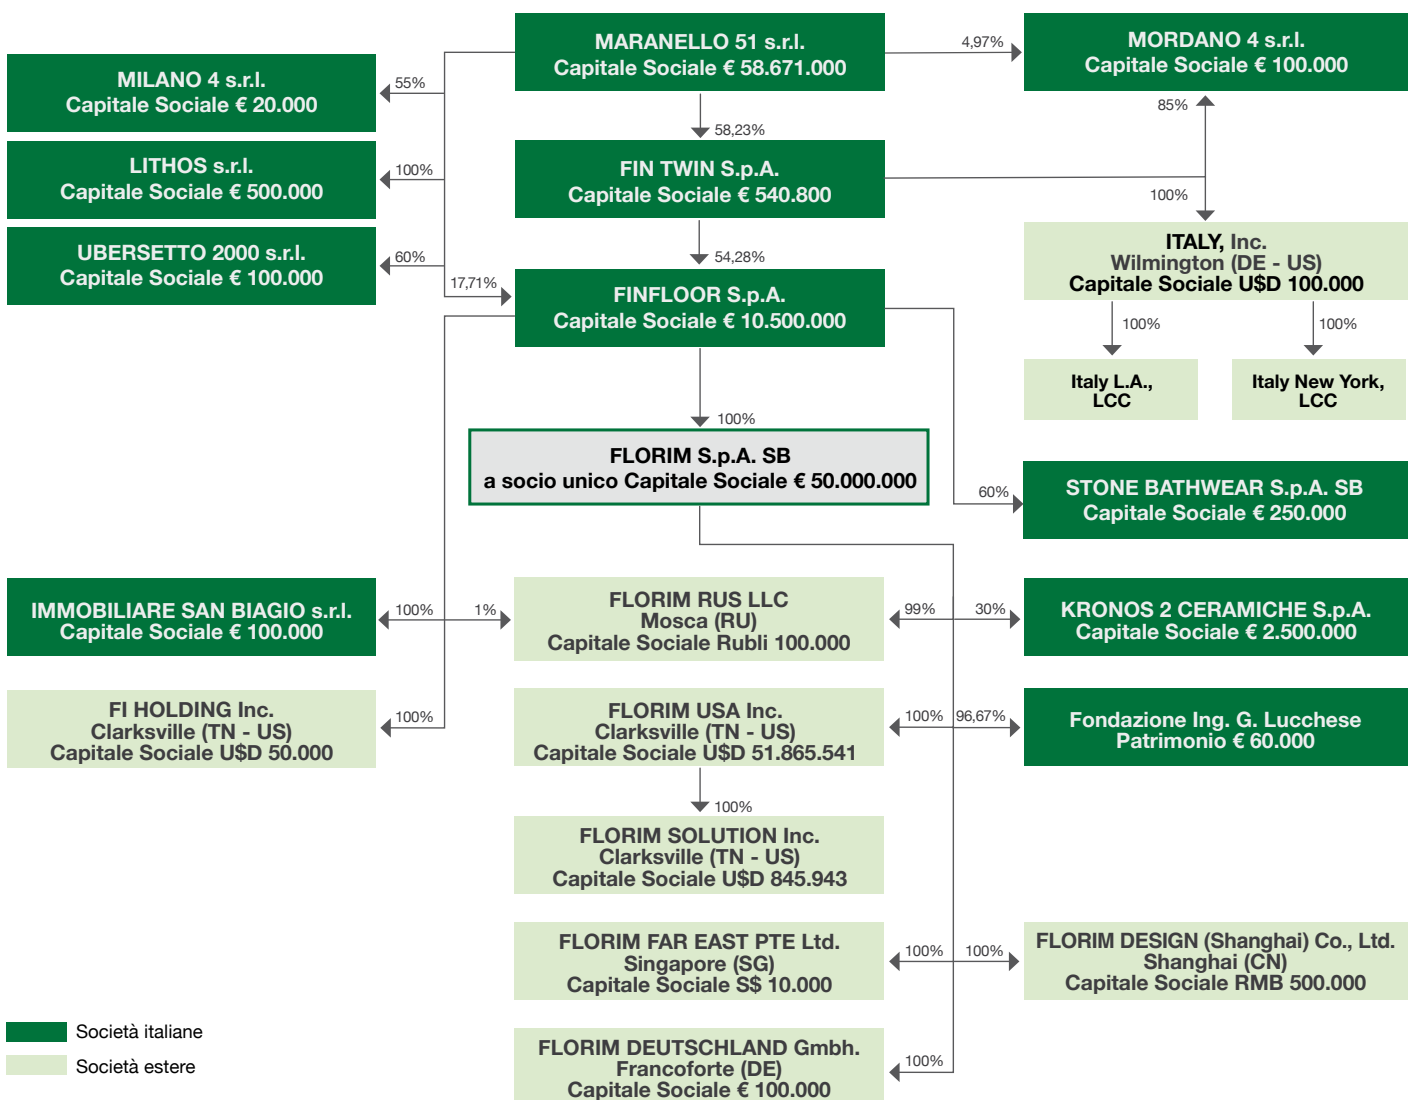 MARANELLO 51 s.r.l.
Capitale Sociale € 58.671.000
4,97%
MORDANO 4 s.r.l.
Capitale Sociale € 100.000
MILANO 4 s.r.l.
Capitale Sociale € 20.000
55%
58,23%
85%
LITHOS s.r.l.
Capitale Sociale € 500.000
100%
FIN TWIN S.p.A.
Capitale Sociale € 540.800
100%
UBERSETTO 2000 s.r.l.
Capitale Sociale € 100.000
60%
54,28%
ITALY, Inc.
Wilmington (DE - US)
Capitale Sociale U$D 100.000
17,71%
FINFLOOR S.p.A.
Capitale Sociale € 10.500.000
100%
100%
Italy L.A.,
LCC
Italy New York,
LCC
100%
FLORIM S.p.A. SB
a socio unico Capitale Sociale € 50.000.000
60%
STONE BATHWEAR S.p.A. SB
Capitale Sociale € 250.000
IMMOBILIARE SAN BIAGIO s.r.l.
Capitale Sociale € 100.000
100%
1%
FLORIM RUS LLC
Mosca (RU)
Capitale Sociale Rubli 100.000
99%
30%
KRONOS 2 CERAMICHE S.p.A.
Capitale Sociale € 2.500.000
FI HOLDING Inc.
Clarksville (TN - US)
Capitale Sociale U$D 50.000
100%
FLORIM USA Inc.
Clarksville (TN - US)
Capitale Sociale U$D 51.865.541
100%
96,67%
Fondazione Ing. G. Lucchese
Patrimonio € 60.000
100%
FLORIM SOLUTION Inc.
Clarksville (TN - US)
Capitale Sociale U$D 845.943
FLORIM FAR EAST PTE Ltd.
Singapore (SG)
Capitale Sociale S$ 10.000
100%
100%
FLORIM DESIGN (Shanghai) Co., Ltd.
Shanghai (CN)
Capitale Sociale RMB 500.000
Società italiane
Società estere
FLORIM DEUTSCHLAND Gmbh.
Francoforte (DE)
Capitale Sociale € 100.000
100%